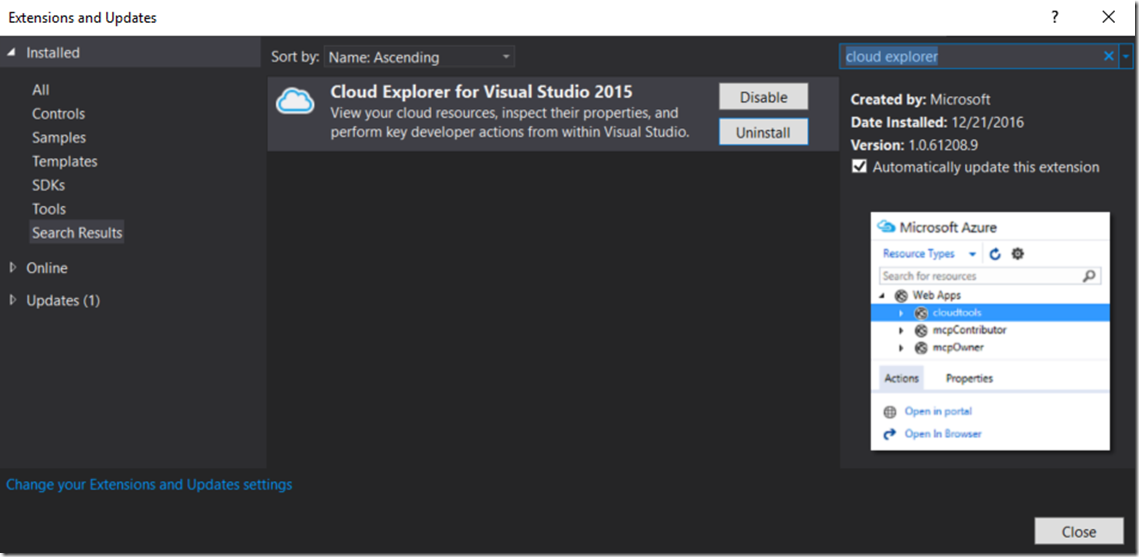 Extensions and Updates
?
Installed
All
Controls
Samples
Templates
SDKs
Tools
Search Results
Online
Updates (1)
Sort by: Name: Ascending
Cloud Explorer for Visual Studio 2015
View your cloud resources, inspect their properties, and
perform key developer actions from within Visual Studio.
Disable
Uninstall
cloud explorer
Created by: Microsoft
Date Installed: 12/21/2016
Version: 1.0.61208.9
Automatically update this extension
Microsoft Azure
Resource Types
Search for resources
Web Apps
cloudtools
mcpContributor
mcpOwner
Actions Properties
Open in portal
Open In Browser
Change your Extensions and Updates settings
Close